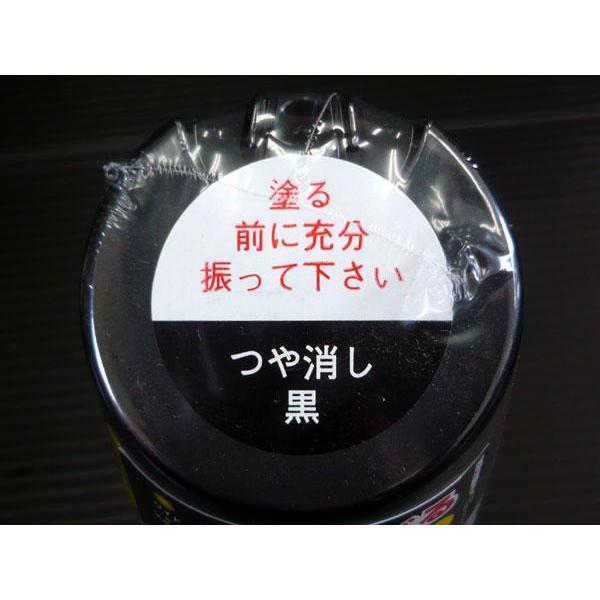 塗る
前に充分
振って下さい
つや消し
黒